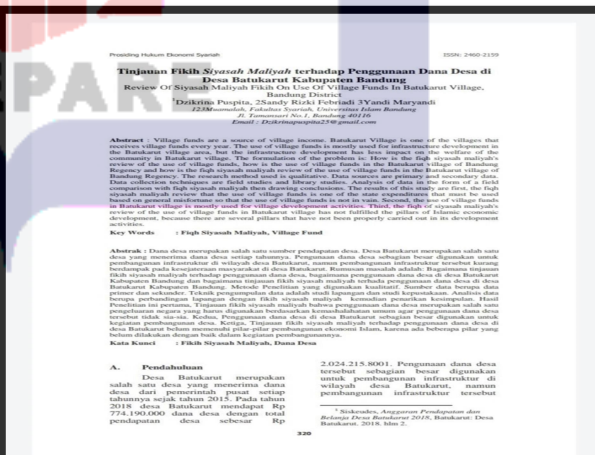 PARE
Prosiding Hukum Ekonomi Syariah ISSN: 2460-2159
Tinjauan Fikih Siyasah Maliyah terhadap Penggunaan Dana Desa di
Desa Batukarut Kabupaten Bandung
Review Of Siyasah Maliyah Fikih On Use Of Village Funds In Batukarut Village,
Bandung District
1Dzikrina Puspita, 2Sandy Rizki Febriadi 3Yandi Maryandi
123Muamalah, Fakultas Syariah, Universitas Islam Bandung
Jl. Tamansari No.1, Bandung 40116
Email : Dzikrinapuspita25@gmail.com
Abstract : Village funds are a source of village income. Batukarut Village is one of the villages that
receives village funds every year. The use of village funds is mostly used for infrastructure development in
the Batukarut village area, but the infrastructure development has less impact on the welfare of the
community in Batukarut village. The formulation of the problem is: How is the fiqh siyasah maliyah's
review of the use of village funds, how is the use of village funds in the Batukarut village of Bandung
Regency and how is the fiqh siyasah maliyah review of the use of village funds in the Batukarut village of
Bandung Regency. The research method used is qualitative. Data sources are primary and secondary data.
Data collection techniques are field studies and library studies. Analysis of data in the form of a field
comparison with fiqh siyasah maliyah then drawing conclusions. The results of this study are first, the fiqh
siyasah maliyah review that the use of village funds is one of the state expenditures that must be used
based on general misfortune so that the use of village funds is not in vain. Second, the use of village funds
in Batukarut village is mostly used for village development activities. Third, the fiqh of siyasah maliyah's
review of the use of village funds in Batukarut village has not fulfilled the pillars of Islamic economic
development, because there are several pillars that have not been properly carried out in its development
activities.
Key Words : Fiqh Siyasah Maliyah, Village Fund
Abstrak : Dana desa merupakan salah satu sumber pendapatan desa. Desa Batukarut merupakan salah satu
desa yang menerima dana desa setiap tahunnya. Pengunaan dana desa sebagian besar digunakan untuk
pembangunan infrastruktur di wilayah desa Batukarut, namun pembangunan infrastruktur tersebut kurang
berdampak pada kesejateraan masyarakat di desa Batukarut. Rumusan masalah adalah: Bagaimana tinjauan
fikih siyasah maliyah terhadap penggunaan dana desa, bagaimana penggunaan dana desa di desa Batukarut
Kabupaten Bandung dan bagaimana tinjauan fikih siyasah maliyah terhadap penggunaan dana desa di desa
Batukarut Kabupaten Bandung. Metode Penelitian yang digunakan kualitatif. Sumber data berupa data
primer dan sekunder. Teknik pengumpulan data adalah studi lapangan dan studi kepustakaan. Analisis data
berupa perbandingan lapangan dengan fikih siyasah maliyah kemudian penarikan kesimpulan. Hasil
Penelitian ini pertama, Tinjauan fikih siyasah maliyah bahwa penggunaan dana desa merupakan salah satu
pengeluaran negara yang harus digunakan berdasarkan kemashalahatan umum agar penggunaan dana desa
tersebut tidak sia-sia. Kedua, Penggunaan dana desa di desa Batukarut sebagian besar digunakan untuk
kegiatan pembangunan desa. Ketiga, Tinjauan fikih siyasah maliyah terhadap penggunaan dana desa di
desa Batukarut belum memenuhi pilar-pilar pembangunan ekonomi Islam, karena ada beberapa pilar yang
belum dilakukan dengan baik dalam kegiatan pembangunannya.
Kata Kunci : Fikih Siyasah Maliyah, Dana Desa
A. Pendahuluan
Desa Batukarut merupakan
salah satu desa yang menerima dana
desa dari pemerintah pusat setiap
tahunnya sejak tahun 2015. Pada tahun
2018 desa Batukarut mendapat Rp
774.190.000 dana desa dengan total
pendapatan desa sebesar Rp
2.024.215.8001. Pengunaan dana desa
tersebut sebagian besar digunakan
untuk pembangunan infrastruktur di
wilayah desa Batukarut, namun
pembangunan infrastruktur tersebut
Siskeudes, Anggaran Pendapatan dan
Belanja Desa Batukarut 2018, Batukarut: Desa
Batukarut. 2018. hlm 2.
320